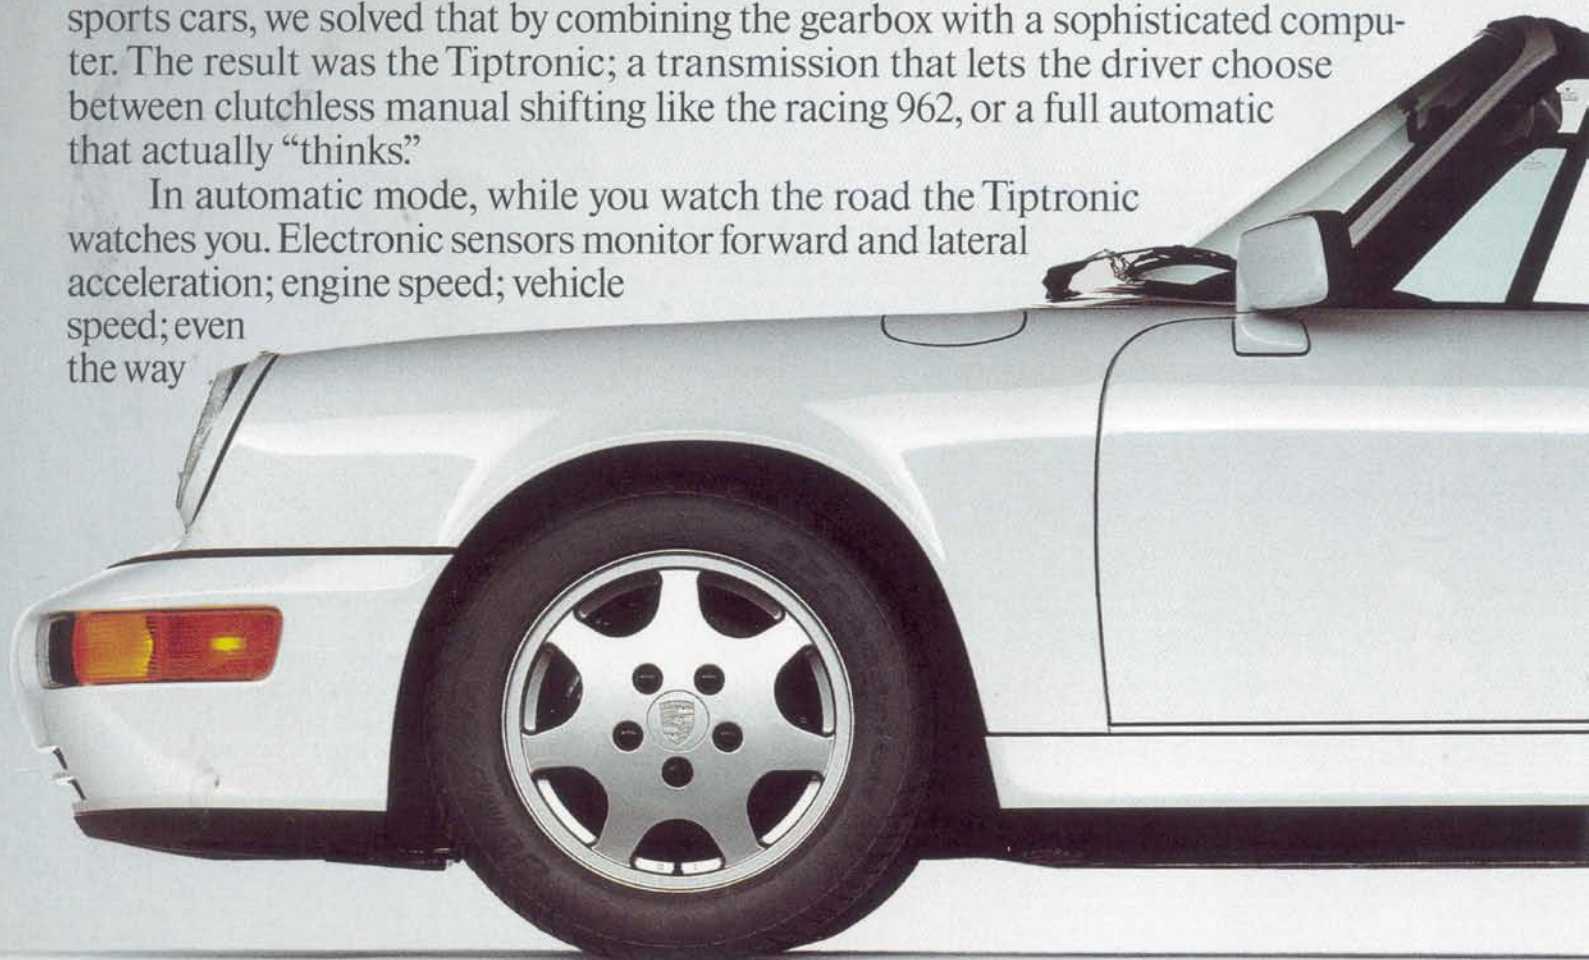 sports cars, we solved that by combining the gearbox with a sophisticated compu-
ter. The result was the Tiptronic; a transmission that lets the driver choose
between clutchless manual shifting like the racing 962, or a full automatic
that actually “thinks.”
In automatic mode, while you watch the road the Tiptronic
watches you. Electronic sensors monitor forward and lateral
acceleration; engine speed; vehicle
speed; even
the way